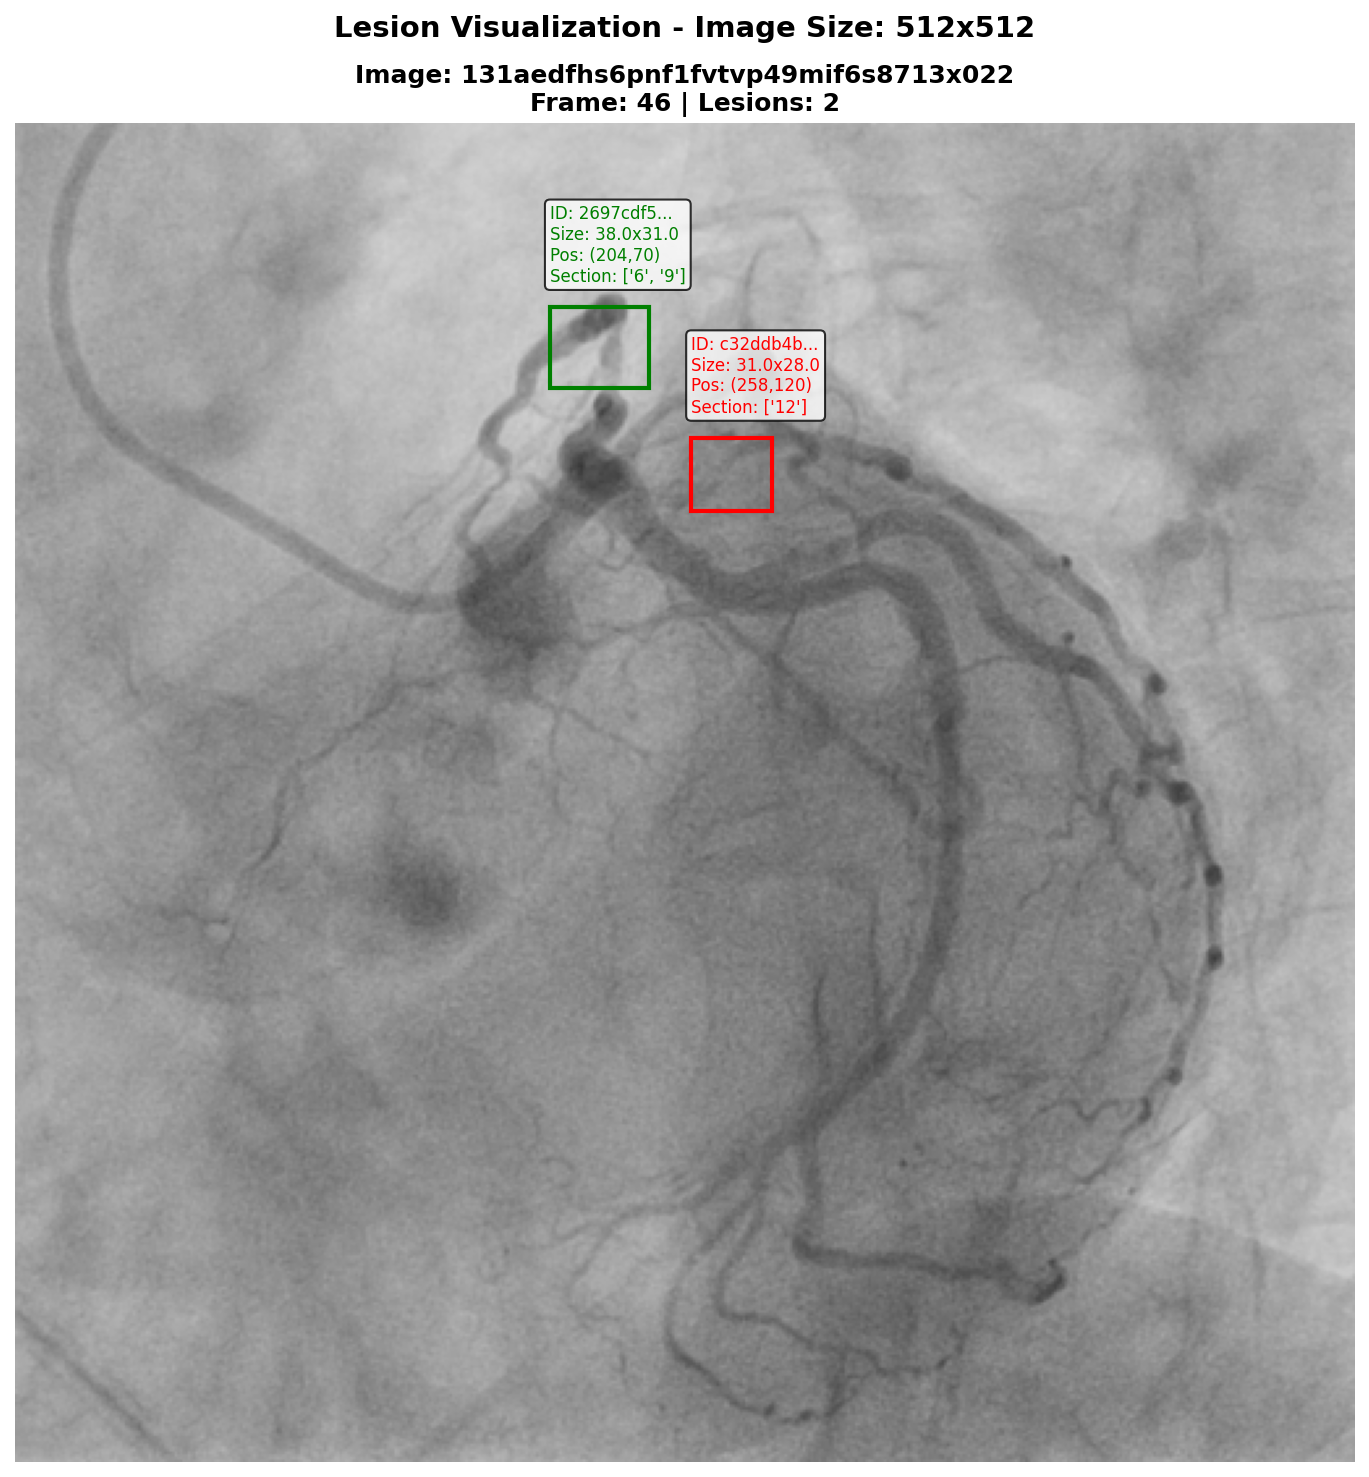 Lesion Visualization - Image Size: 512x512
Image: 131aedfhs6pnf1fvtvp49mif6s8713x022
Frame: 46 | Lesions: 2
ID: 2697cdf5...
Size: 38.0x31.0
Pos: (204,70)
Section: ['6', '9']
ID: c32ddb4b...
Size: 31.0x28.0
Pos: (258,120)
Section: ['12']